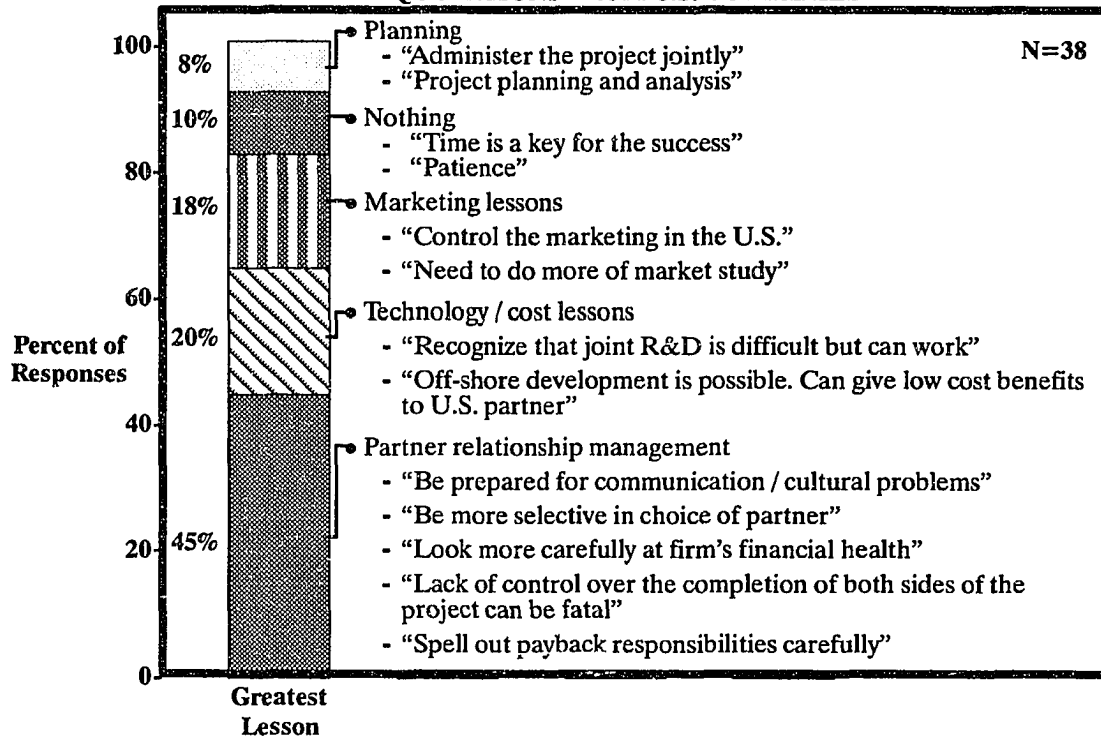 100
80
60
40
20
0
Percent of
Responses
8%
10%
18%
20%
45%
Greatest
Lesson
N=38
Planning
- “Administer the project jointly”
- “Project planning and analysis”
Nothing
- “Time is a key for the success”
- “Patience”
Marketing lessons
- “Control the marketing in the U.S.”
- “Need to do more of market study”
Technology / cost lessons
- “Recognize that joint R&D is difficult but can work”
- “Off-shore development is possible. Can give low cost benefits
to U.S. partner”
Partner relationship management
- “Be prepared for communication / cultural problems”
- “Be more selective in choice of partner”
- “Look more carefully at firm’s financial health”
- “Lack of control over the completion of both sides of the
project can be fatal”
- “Spell out payback responsibilities carefully”